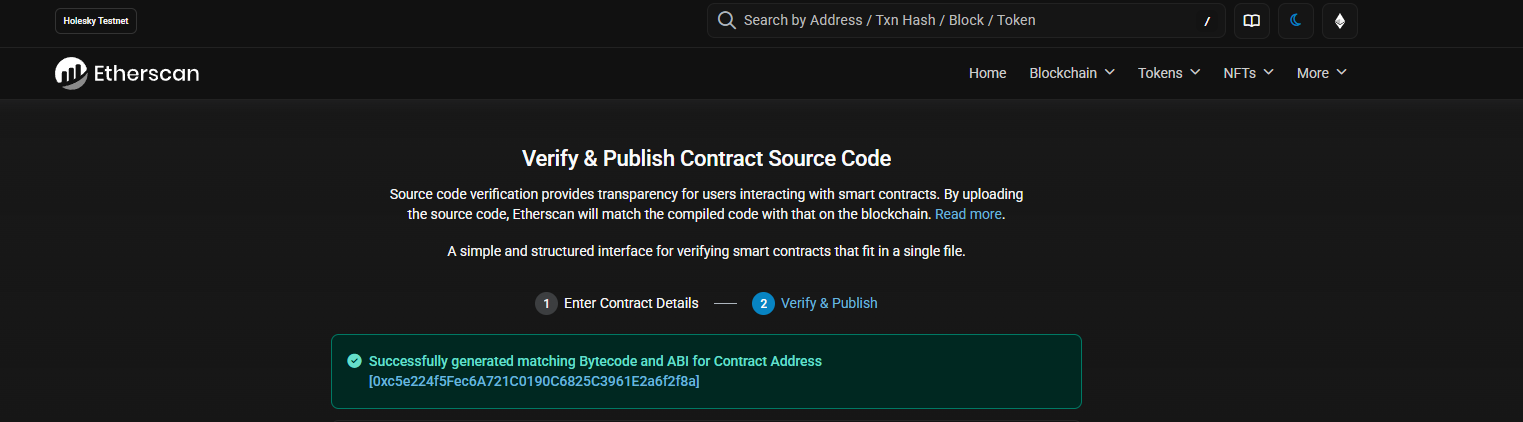 Holesky Testnet
Search by Address / Txn Hash / Block / Token
/
Etherscan
Home
Blockchain
Tokens
NFTs
More
Verify & Publish Contract Source Code
Source code verification provides transparency for users interacting with smart contracts. By uploading
the source code, Etherscan will match the compiled code with that on the blockchain. Read more.
A simple and structured interface for verifying smart contracts that fit in a single file.
1 Enter Contract Details
2 Verify & Publish
Successfully generated matching Bytecode and ABI for Contract Address
[0xc5e224f5Fec6A721C0190C6825C3961E2a6f2f8a]